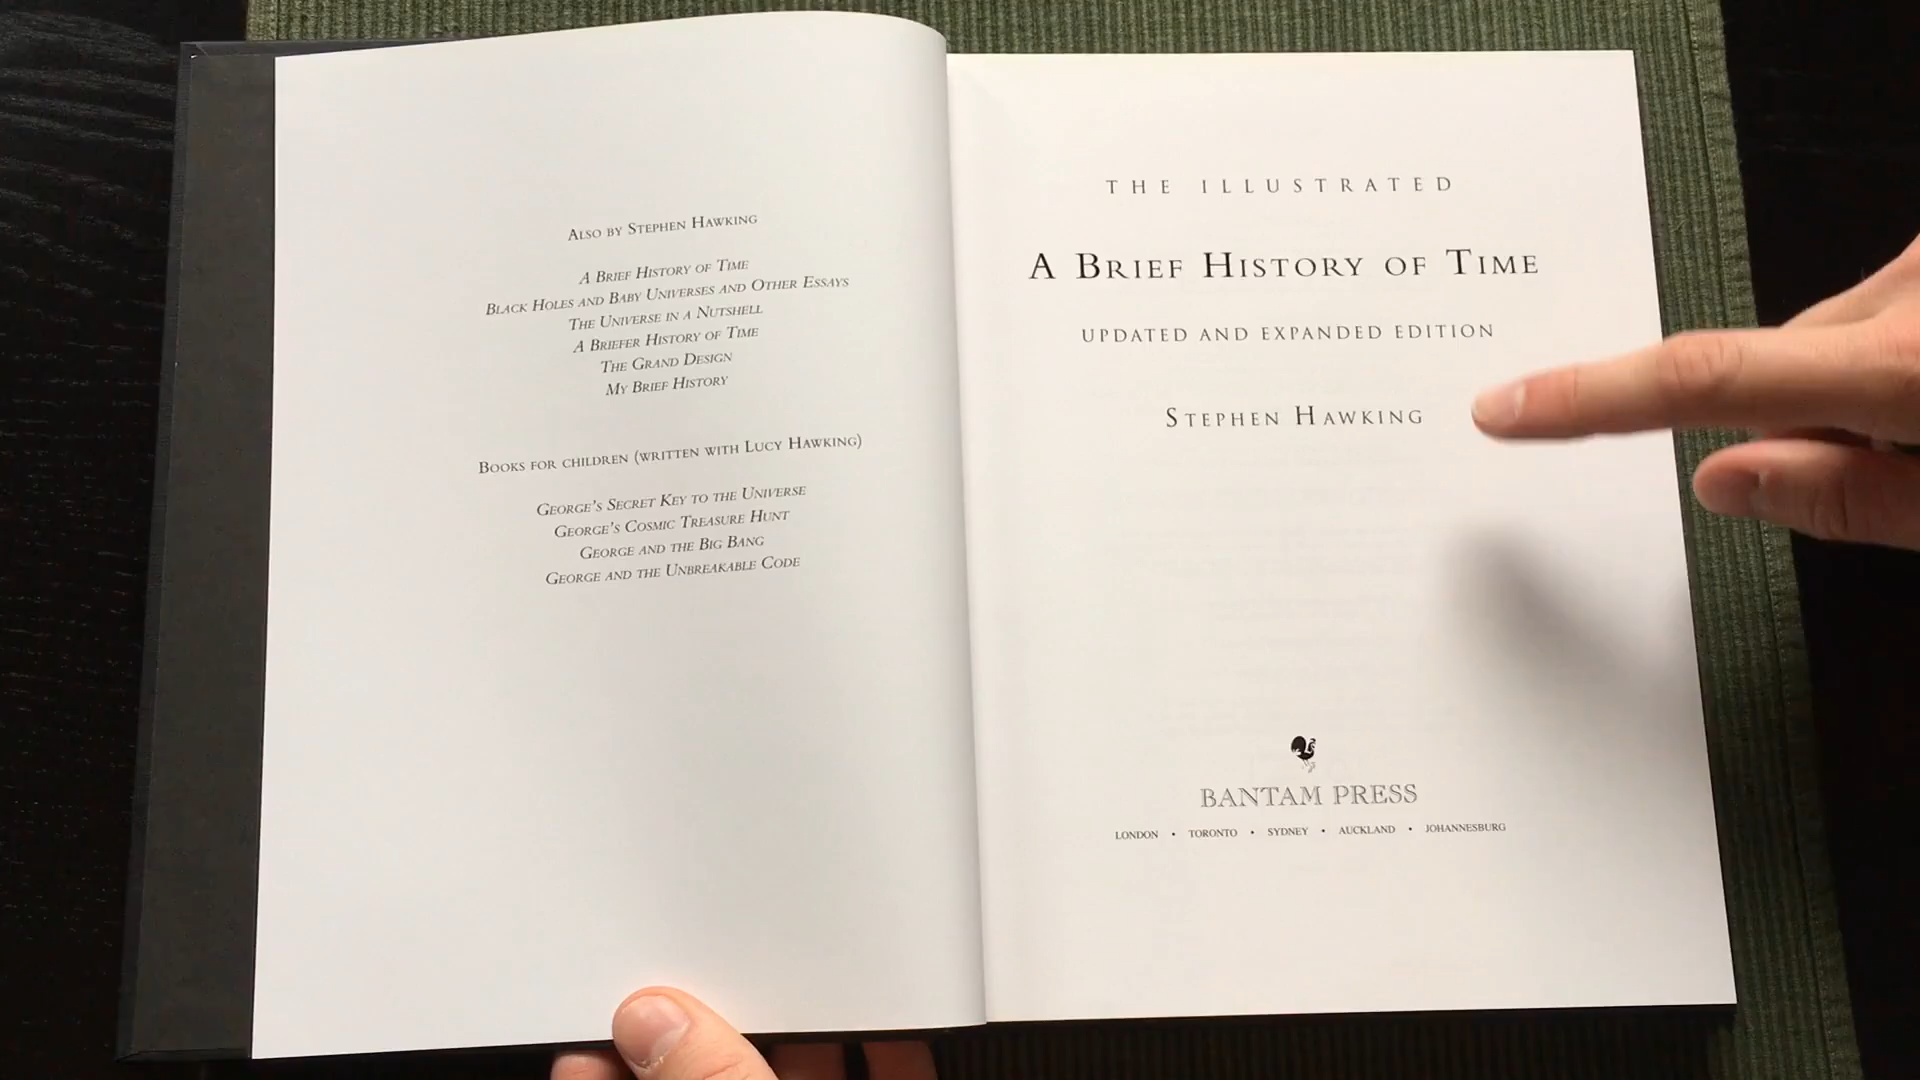 ALSO BY STEPHEN HAWKING
A BRIEF HISTORY OF TIME
BLACK HOLES AND BABY UNIVERSES AND OTHER ESSAYS
THE UNIVERSE IN A NUTSHELL
A BRIEFER HISTORY OF TIME
THE GRAND DESIGN
MY BRIEF HISTORY
BOOKS FOR CHILDREN (WRITTEN WITH LUCY HAWKING)
GEORGE'S SECRET KEY TO THE UNIVERSE
GEORGE'S COSMIC TREASURE HUNT
GEORGE AND THE BIG BANG
GEORGE AND THE UNBREAKABLE CODE
THE ILLUSTRATED
A BRIEF HISTORY OF TIME
UPDATED AND EXPANDED EDITION
STEPHEN HAWKING
BANTAM PRESS
LONDON • TORONTO • SYDNEY • AUCKLAND • JOHANNESBURG